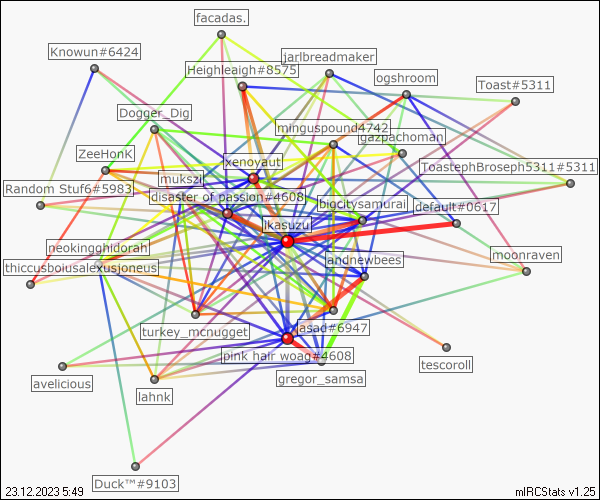 facadas.
Knowun#6424
jarlbreadmaker
Heighleigh#8575
ogshroom
Toast#5311
Dogger_Dig
minguspound4742
gazpachoman
ZeeHonK
xenoyaut
ToastephBroseph5311#5311
mukszi
Random Stuf6#5983
disaster of passion#4608
bigcitysamurai
default#0617
ikasuzu
neokingghidorah
andnewbees
moonraven
thiccusboiusalexusjoneus
turkey_mcnugget
jasad#6947
pink hair woag#4608
tescoroll
avelicious
gregor_samsa
lahnk
Duck™#9103
23.12.2023 5:49
mIRCStats v1.25